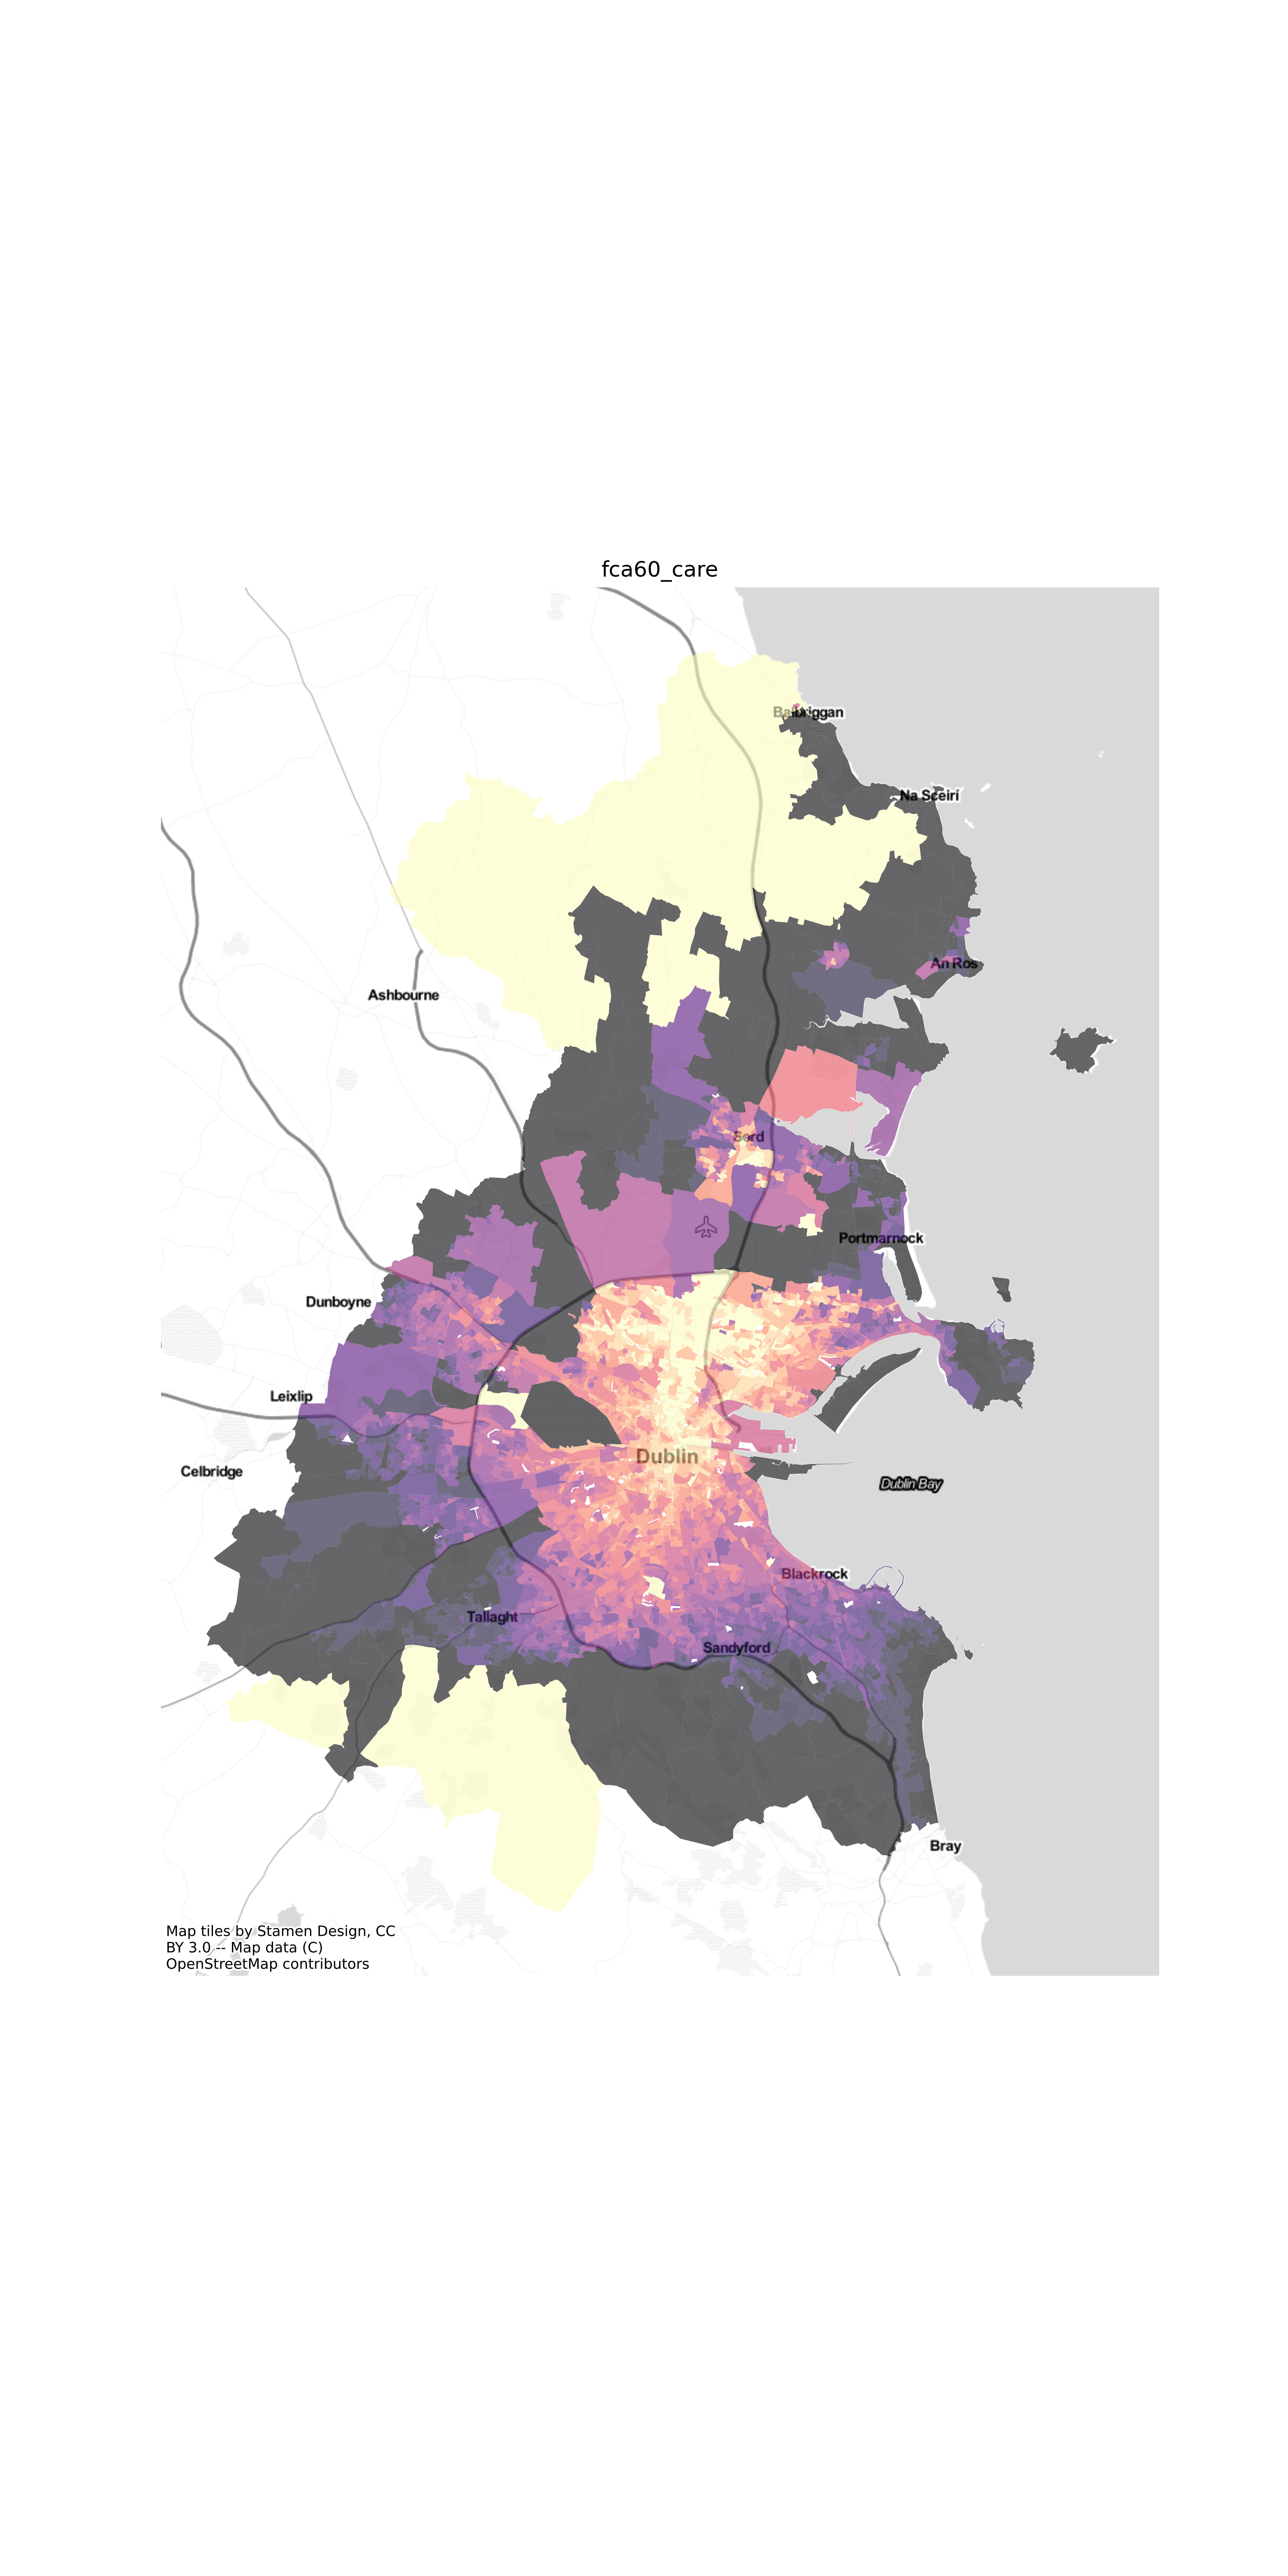 fca60_care
Balbriggan
Na Sceirí
An Ros
Ashbourne
Sord
Portmarnock
Dunboyne
Leixlip
Dublin
Celbridge
Dublin Bay
Blackrock
Tallaght
Sandyford
Bray
Map tiles by Stamen Design, CC
BY 3.0 -- Map data (C)
OpenStreetMap contributors